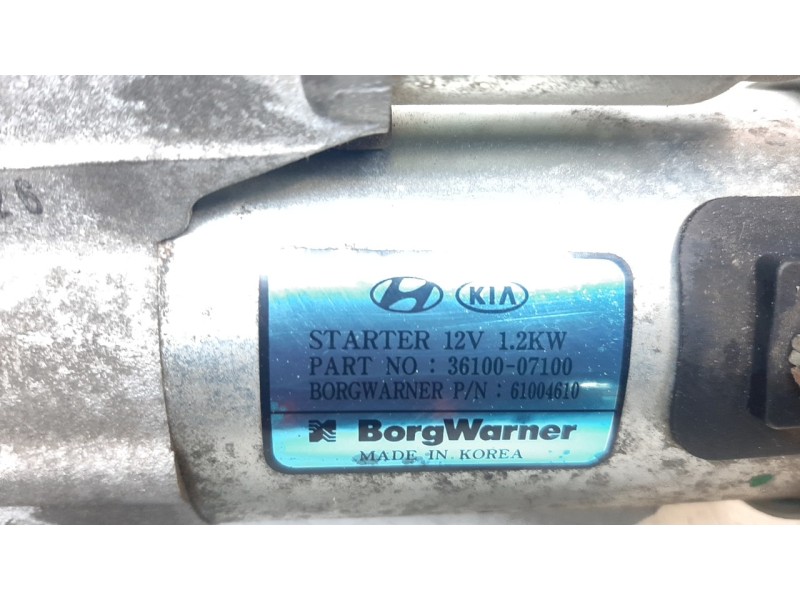 KIA
STARTER 12V 1.2KW
PART NO : 36100-07100
BORGWARNER P/N : 61004610
BorgWarner
MADE IN KOREA